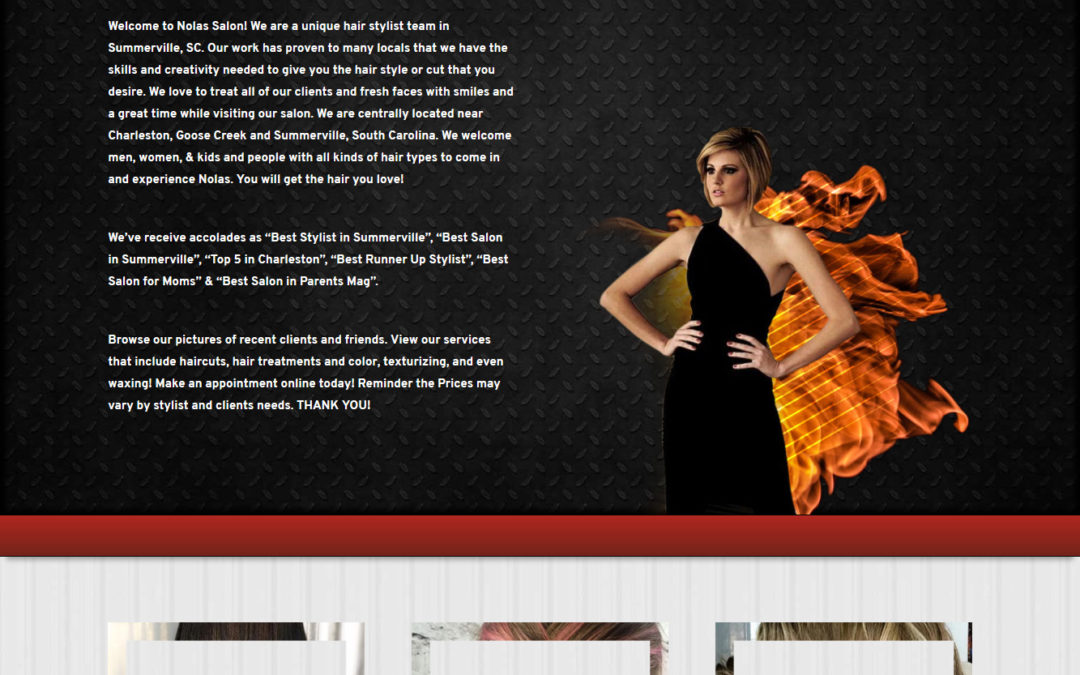 Welcome to Nolas Salon! We are a unique hair stylist team in
Summerville, SC. Our work has proven to many locals that we have the
skills and creativity needed to give you the hair style or cut that you
desire. We love to treat all of our clients and fresh faces with smiles and
a great time while visiting our salon. We are centrally located near
Charleston, Goose Creek and Summerville, South Carolina. We welcome
men, women, & kids and people with all kinds of hair types to come in
and experience Nolas. You will get the hair you love!
We’ve receive accolades as “Best Stylist in Summerville”, “Best Salon
in Summerville”, “Top 5 in Charleston”, “Best Runner Up Stylist”, “Best
Salon for Moms” & “Best Salon in Parents Mag”.
Browse our pictures of recent clients and friends. View our services
that include haircuts, hair treatments and color, texturizing, and even
waxing! Make an appointment online today! Reminder the Prices may
vary by stylist and clients needs. THANK YOU!